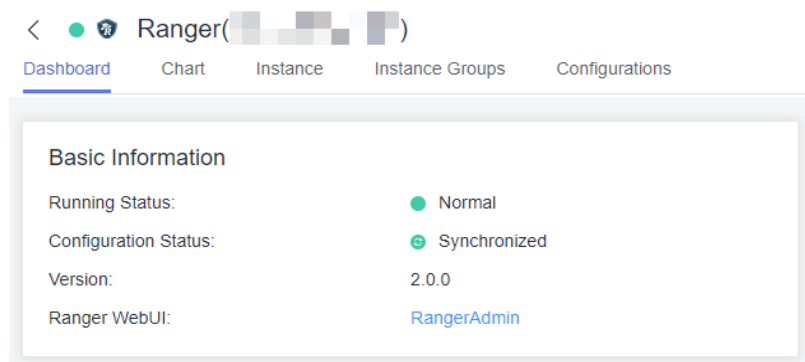 Ranger( )
Dashboard Chart Instance Instance Groups Configurations
Basic Information
Running Status: Normal
Configuration Status: Synchronized
Version: 2.0.0
Ranger WebUI: RangerAdmin